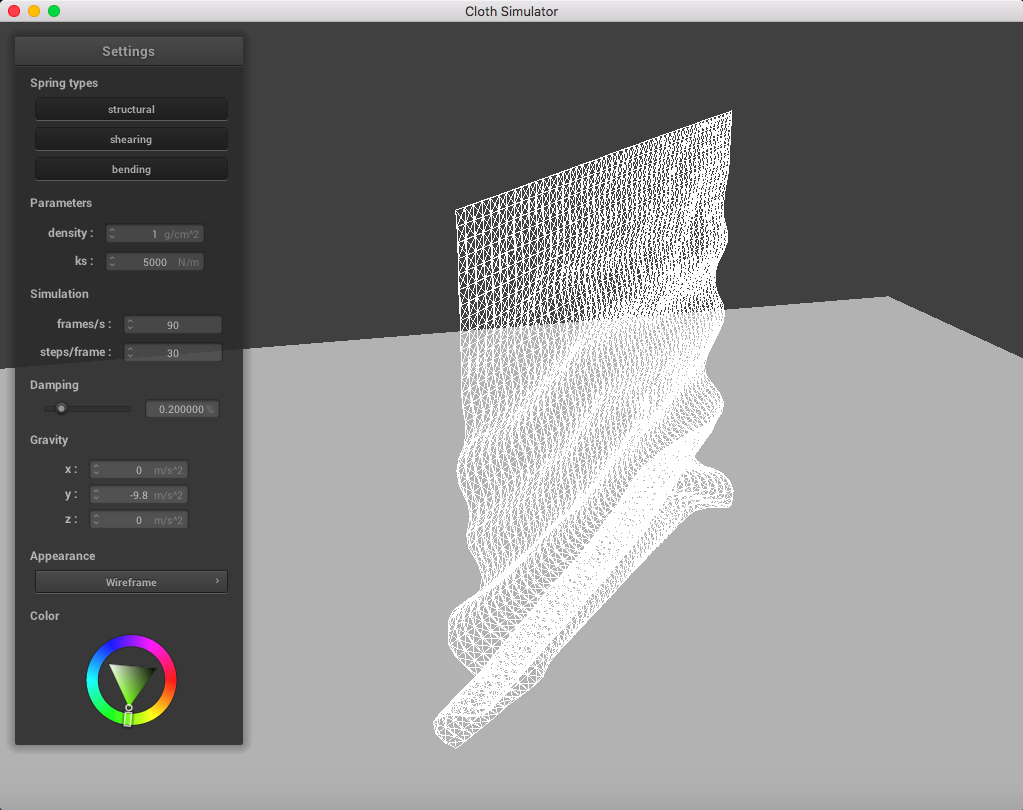 Cloth Simulator
Settings
Spring types
structural
shearing
bending
Parameters
density : 1 g/cm^2
ks : 5000 N/m
Simulation
frames/s : 90
steps/frame : 30
Damping
0.200000 %
Gravity
x : 0 m/s^2
y : -9.8 m/s^2
z : 0 m/s^2
Appearance
Wireframe ›
Color